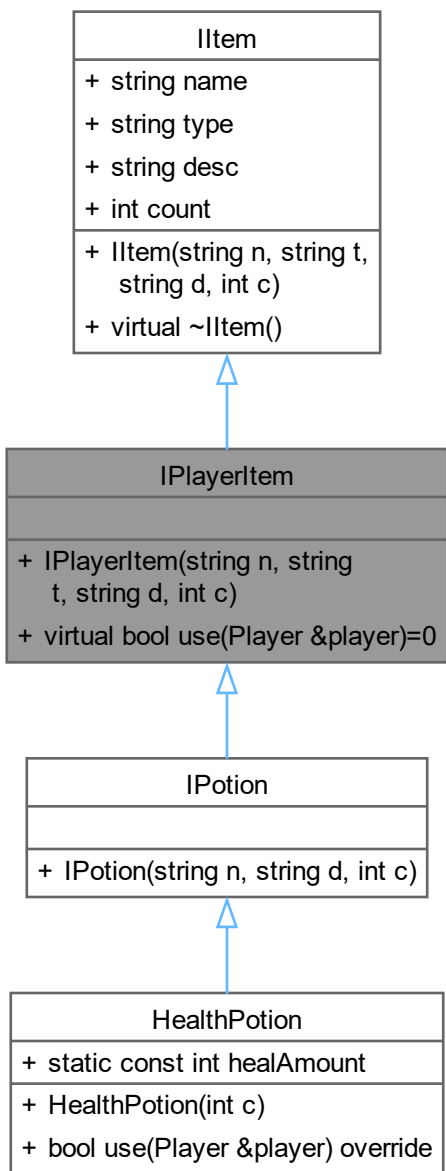 IItem
+ string name
+ string type
+ string desc
+ int count
+ IItem(string n, string t,
string d, int c)
+ virtual ~IItem()
IPlayerItem
+ IPlayerItem(string n, string
t, string d, int c)
+ virtual bool use(Player &player)=0
IPotion
+ IPotion(string n, string d, int c)
HealthPotion
+ static const int healAmount
+ HealthPotion(int c)
+ bool use(Player &player) override